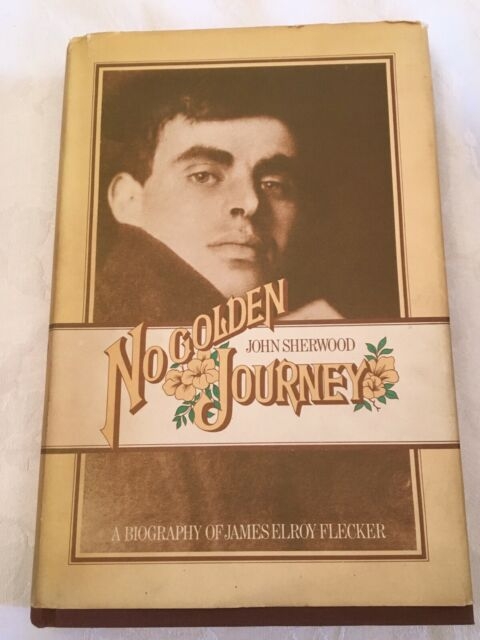 NO GOLDEN
JOHN SHERWOOD
JOURNEY
A BIOGRAPHY OF JAMES ELROY FLECKER